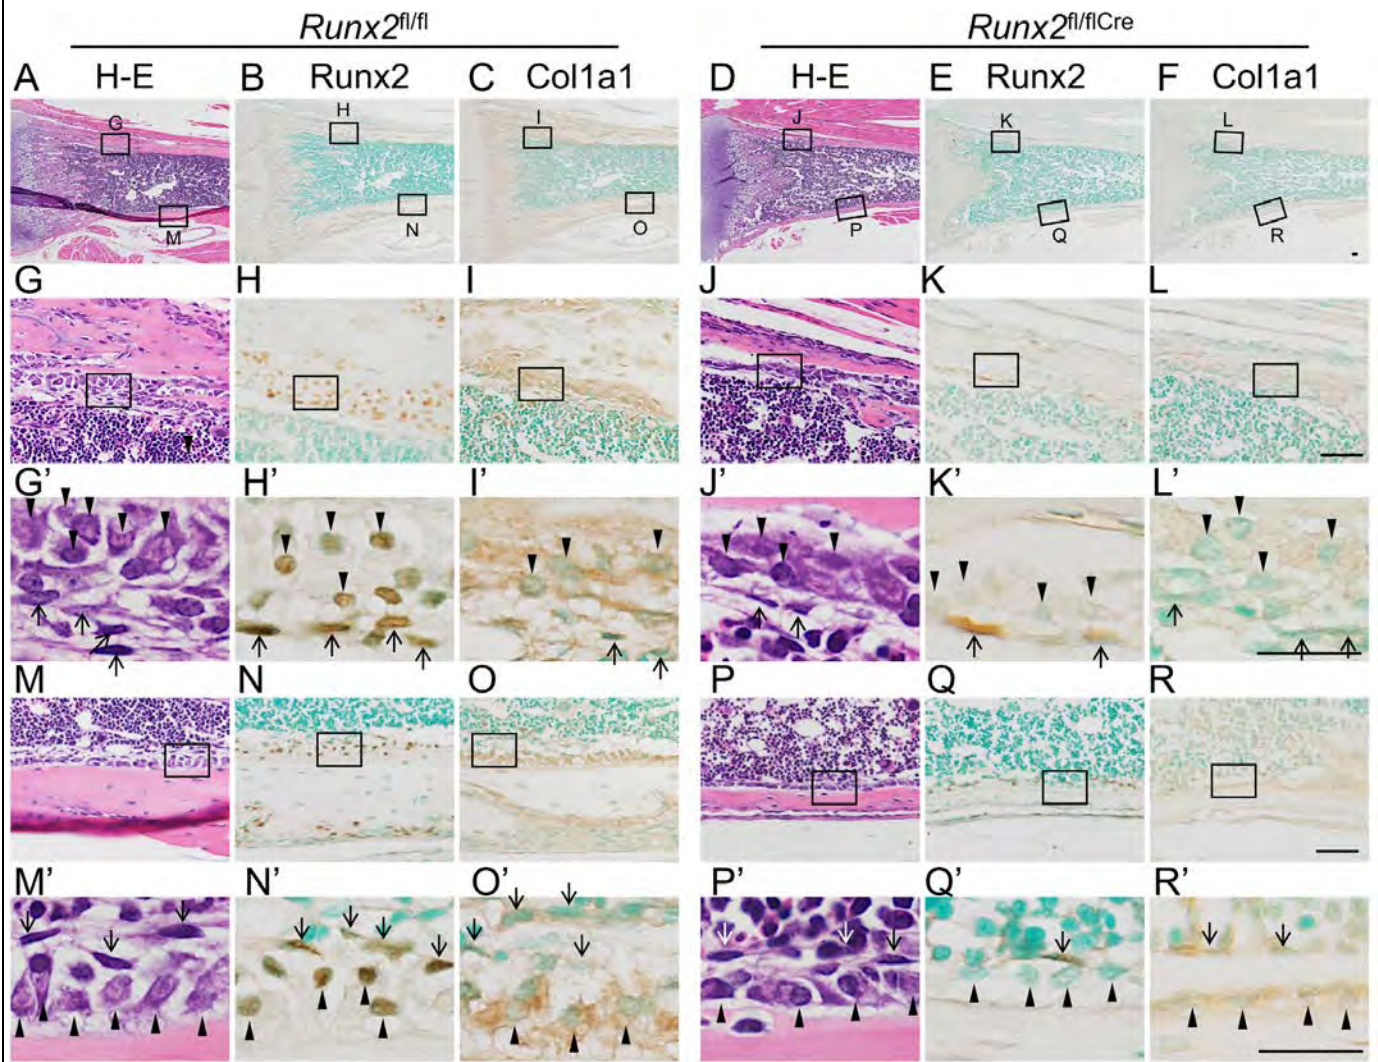 Runx2fl/fl Runx2fl/flCre
A H-E B Runx2 C Col1a1 D H-E E Runx2 F Col1a1
G H I J K L
M N O P Q R
G H I J K L
G' H' I' J' K' L'
M N O P Q R
M' N' O' P' Q' R'